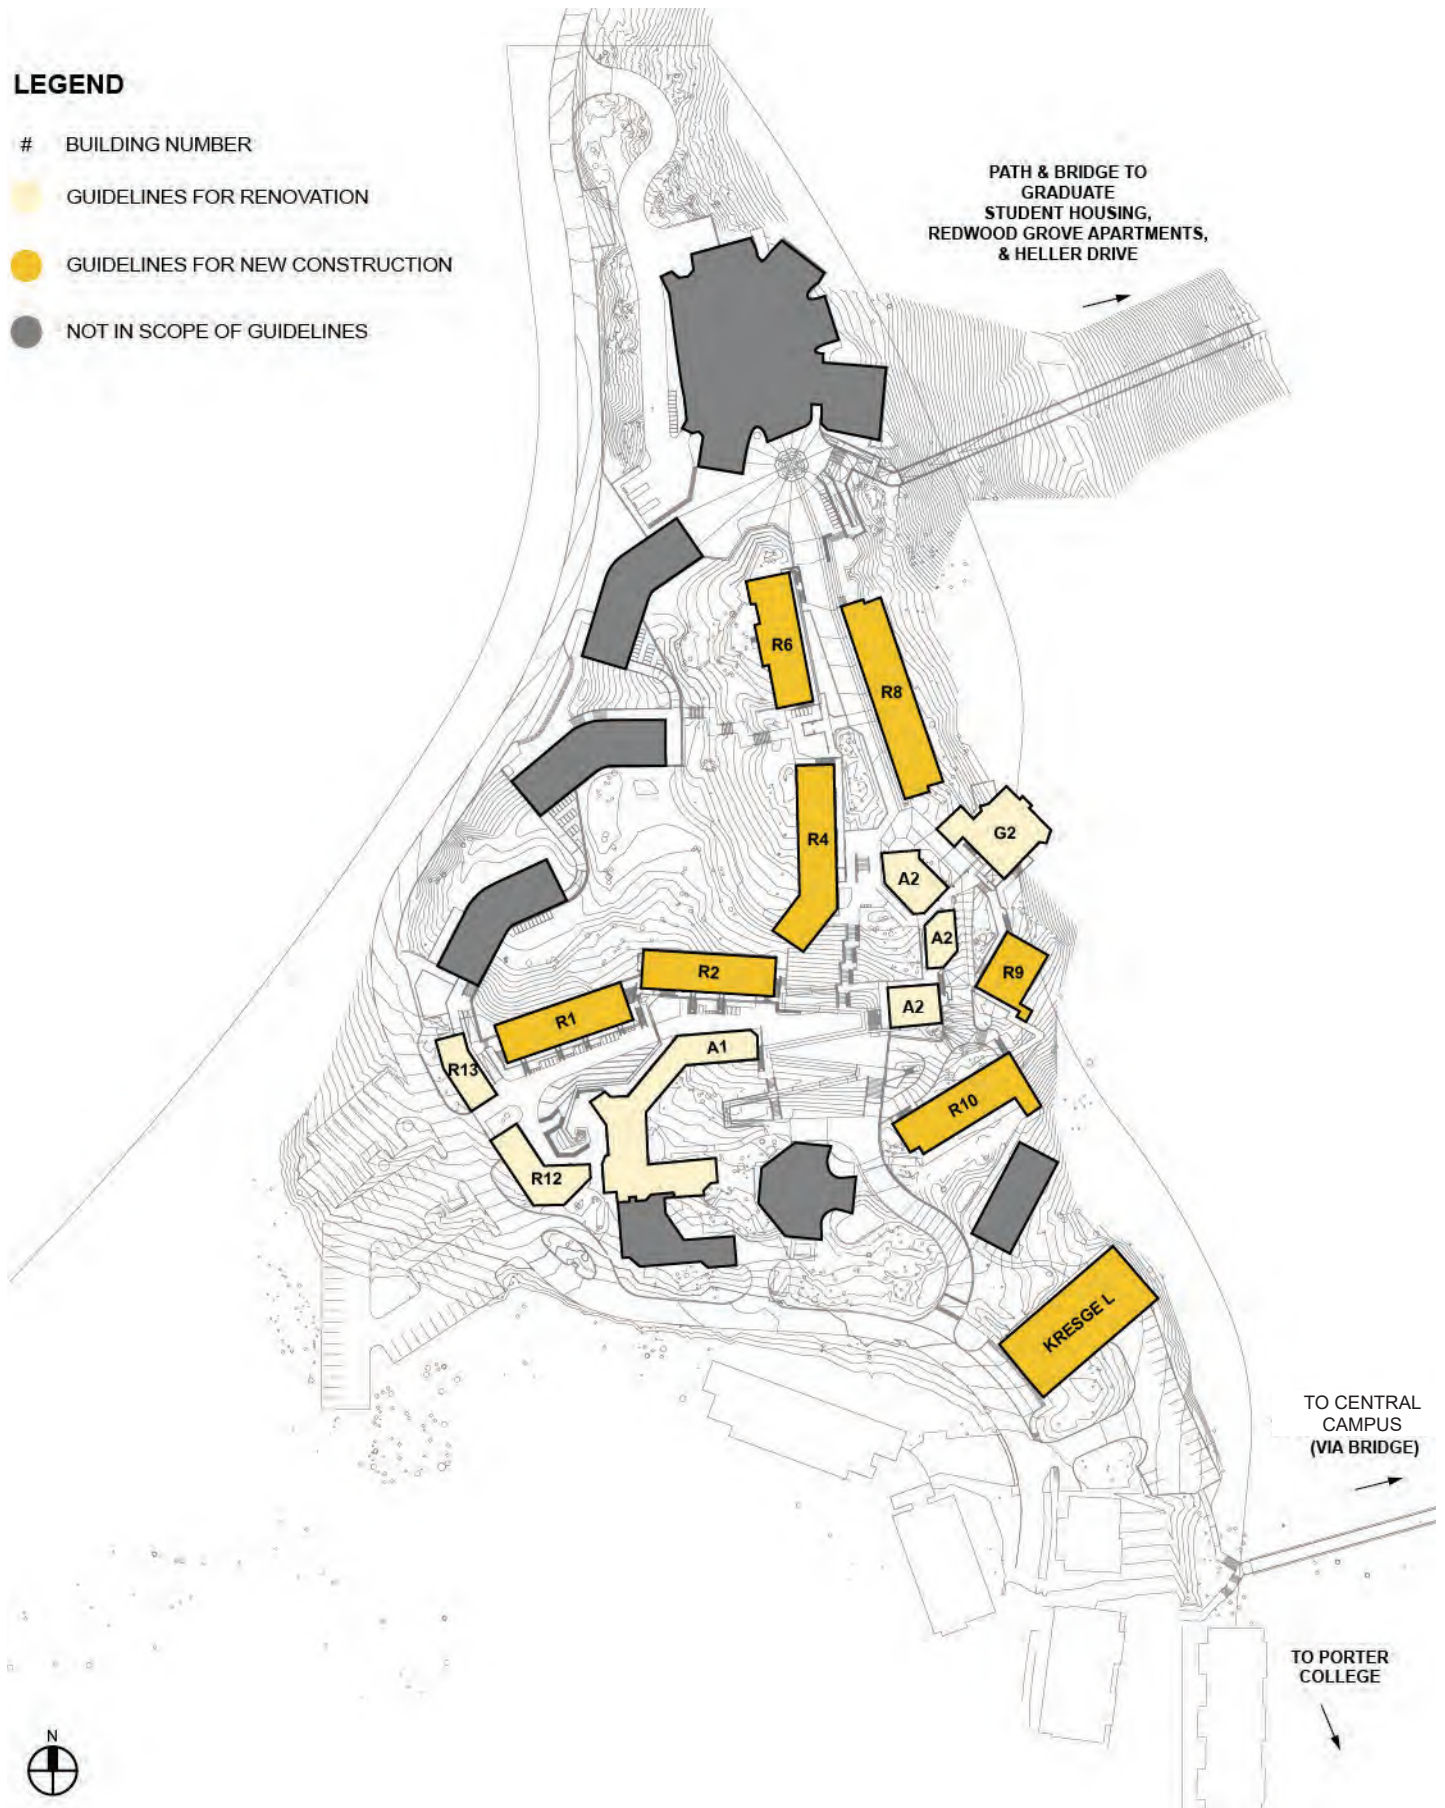 LEGEND
# BUILDING NUMBER
GUIDELINES FOR RENOVATION
GUIDELINES FOR NEW CONSTRUCTION
NOT IN SCOPE OF GUIDELINES
PATH & BRIDGE TO
GRADUATE
STUDENT HOUSING,
REDWOOD GROVE APARTMENTS,
& HELLER DRIVE
R6
R8
G2
R4
A2
A2
R9
R2
A2
R1
A1
R13
R10
R12
KRESGE L
TO CENTRAL
CAMPUS
(VIA BRIDGE)
TO PORTER
COLLEGE
N